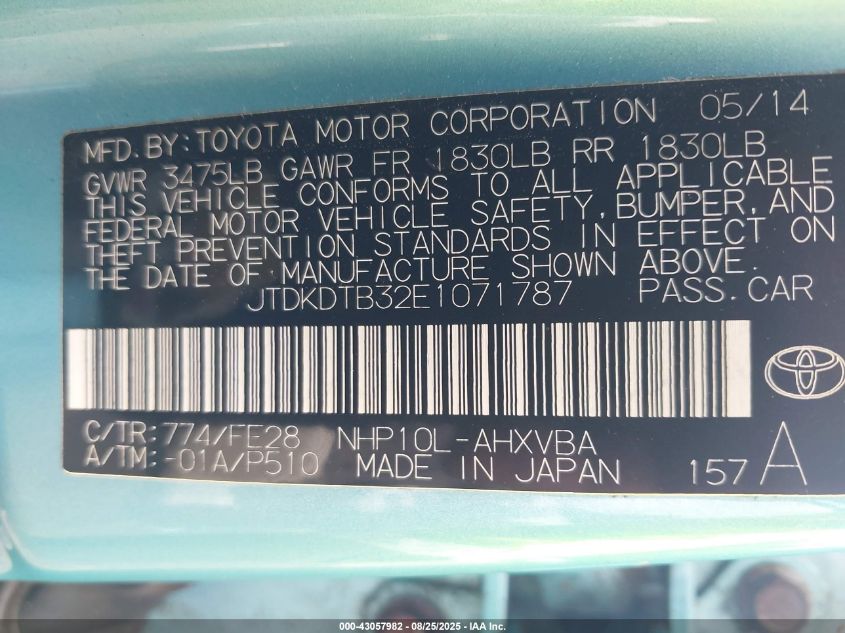 MFD. BY: TOYOTA MOTOR CORPORATION 05/14
GVWR 3475LB GAWR FR 1830LB RR 1830LB
THIS VEHICLE CONFORMS TO ALL APPLICABLE
FEDERAL MOTOR VEHICLE SAFETY, BUMPER, AND
THEFT PREVENTION STANDARDS IN EFFECT ON
THE DATE OF MANUFACTURE SHOWN ABOVE.
JTDKDTB32E1071787 PASS. CAR
C/TR: 774/FE28 NHP10L-AHXVBA
A/TM: -01A/P510 MADE IN JAPAN 157 A
000-43057982 - 08/25/2025 - IAA Inc.